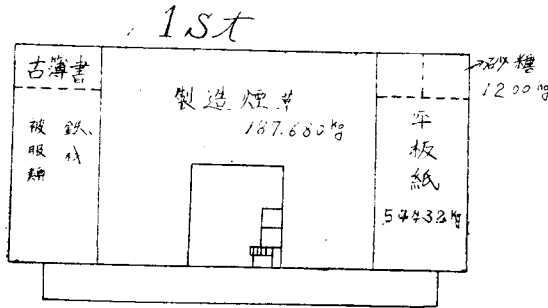 1st
古簿書
被服類
鉄、材
製造煙草
187.680kg
平板紙
54432kg
砂糖
1200kg